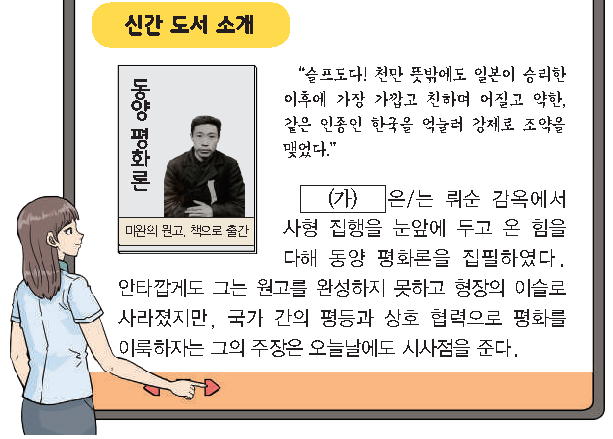 신간 도서 소개
동양 평화론
미완의 원고, 책으로 출간
“슬프도다! 천만 뜻밖에도 일본이 승리한
이후에 가장 가깝고 친하며 어질고 약한,
같은 인종인 한국을 억눌러 강제로 조약을
맺었다.”
(가) 은/는 뤼순 감옥에서
사형 집행을 눈앞에 두고 온 힘을
다해 동양 평화론을 집필하였다.
안타깝게도 그는 원고를 완성하지 못하고 형장의 이슬로
사라졌지만, 국가 간의 평등과 상호 협력으로 평화를
이룩하자는 그의 주장은 오늘날에도 시사점을 준다.